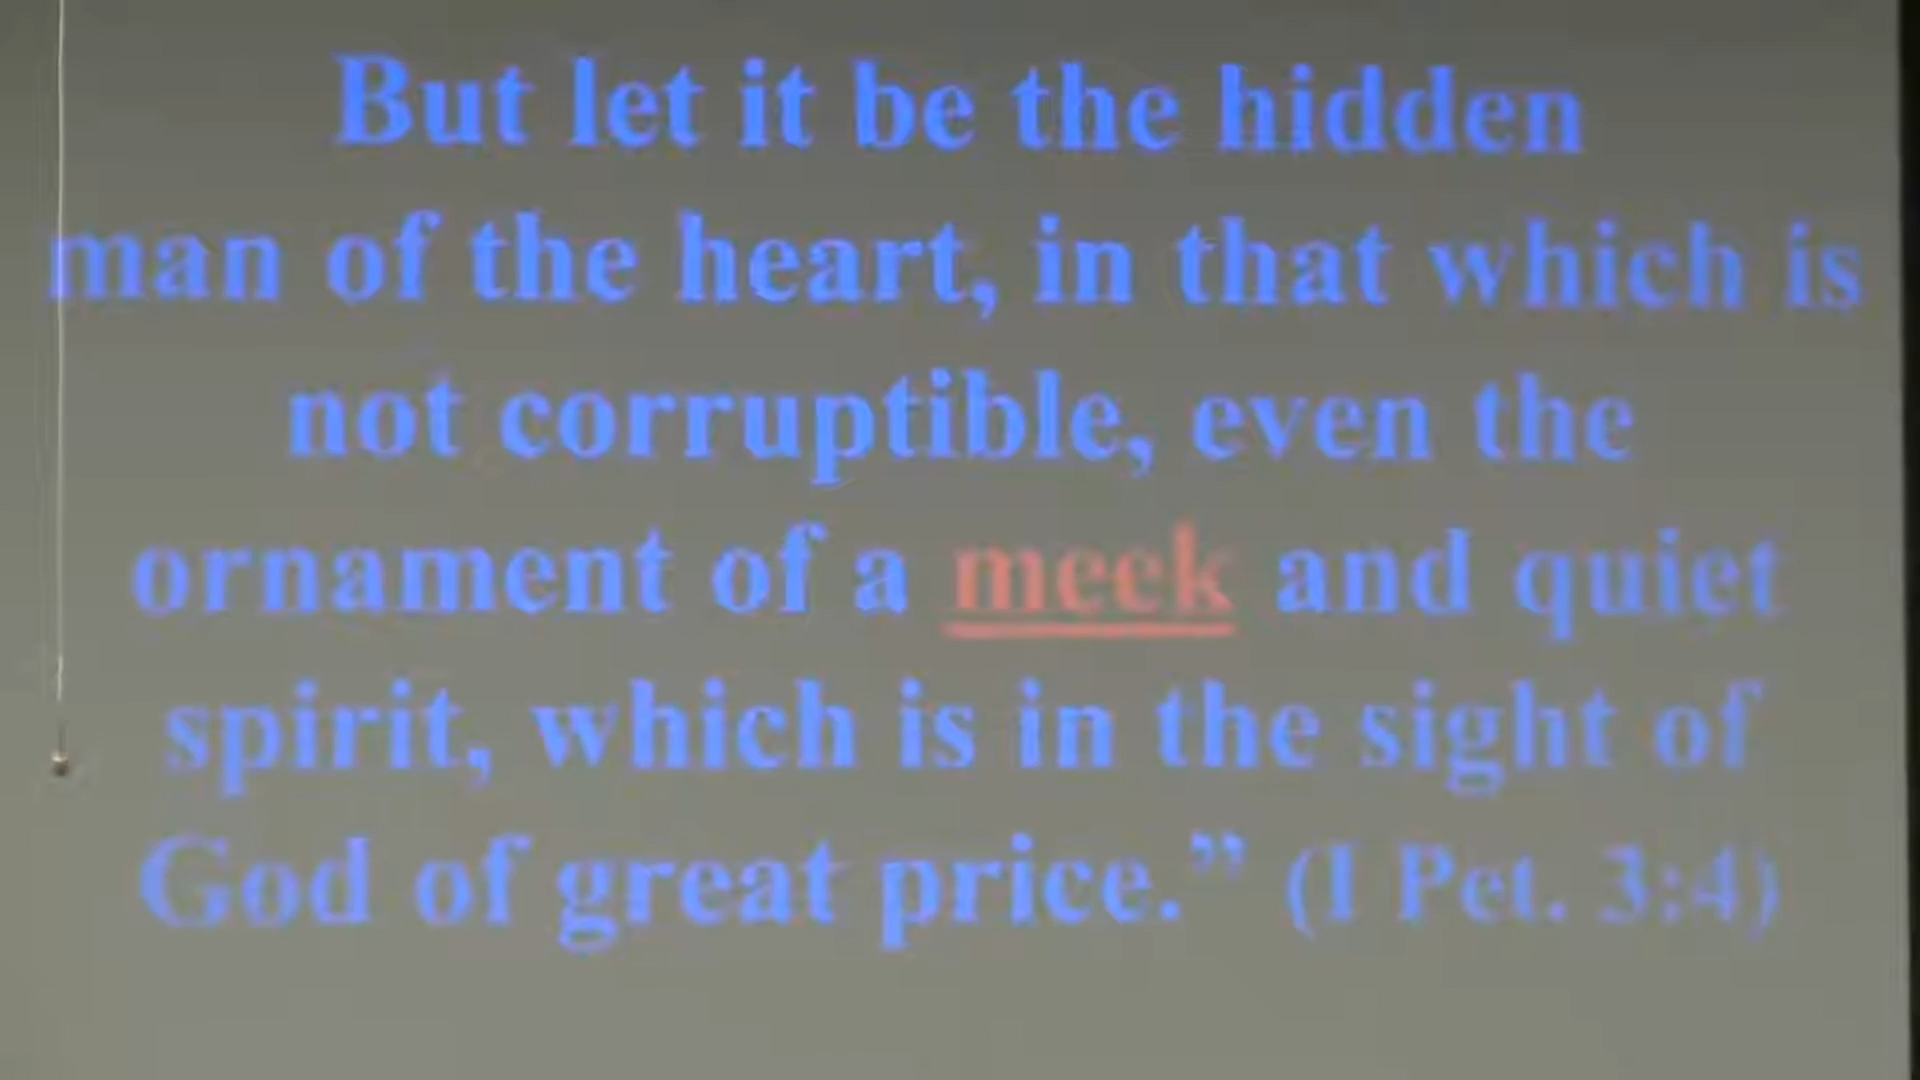 But let it be the hidden
man of the heart, in that which is
not corruptible, even the
ornament of a meek and quiet
spirit, which is in the sight of
God of great price.” (I Pet. 3:4)